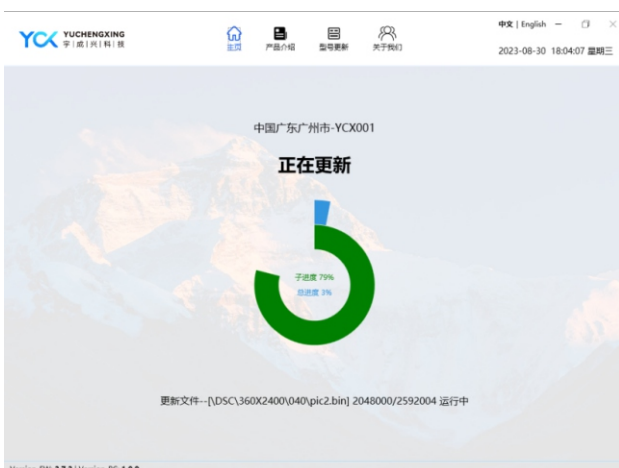 YCX YUCHENGXING
宇|成|兴|科|技
主页
产品介绍
型号更新
关于我们
中文 | English
2023-08-30 18:04:07 星期三
中国广东广州市-YCX001
正在更新
子进度 79%
总进度 3%
更新文件--[\DSC\360X2400\040\pic2.bin] 2048000/2592004 运行中